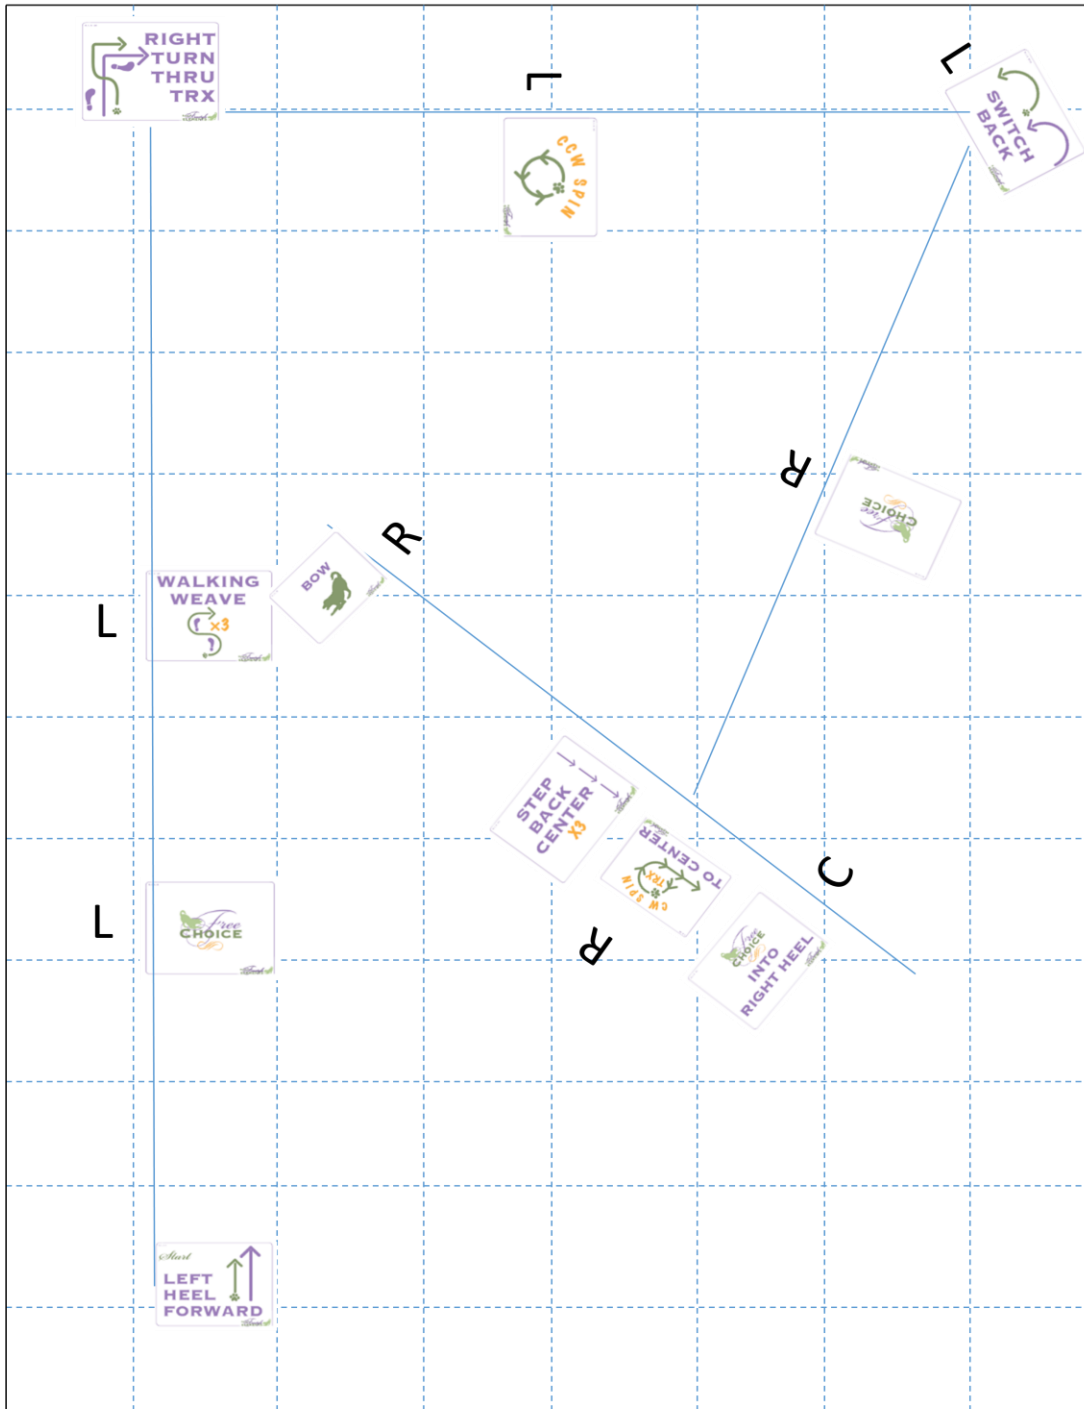 RIGHT
TURN
THRU
TRX
L
CCW SPIN
L
SWITCH
BACK
R
Free
CHOICE
R
BOW
L
WALKING
WEAVE
x3
STEP
BACK
CENTER
X3
TO CENTER
TRX
CW SPIN
C
R
Free
CHOICE
INTO
RIGHT HEEL
L
Free
CHOICE
Start
LEFT
HEEL
FORWARD